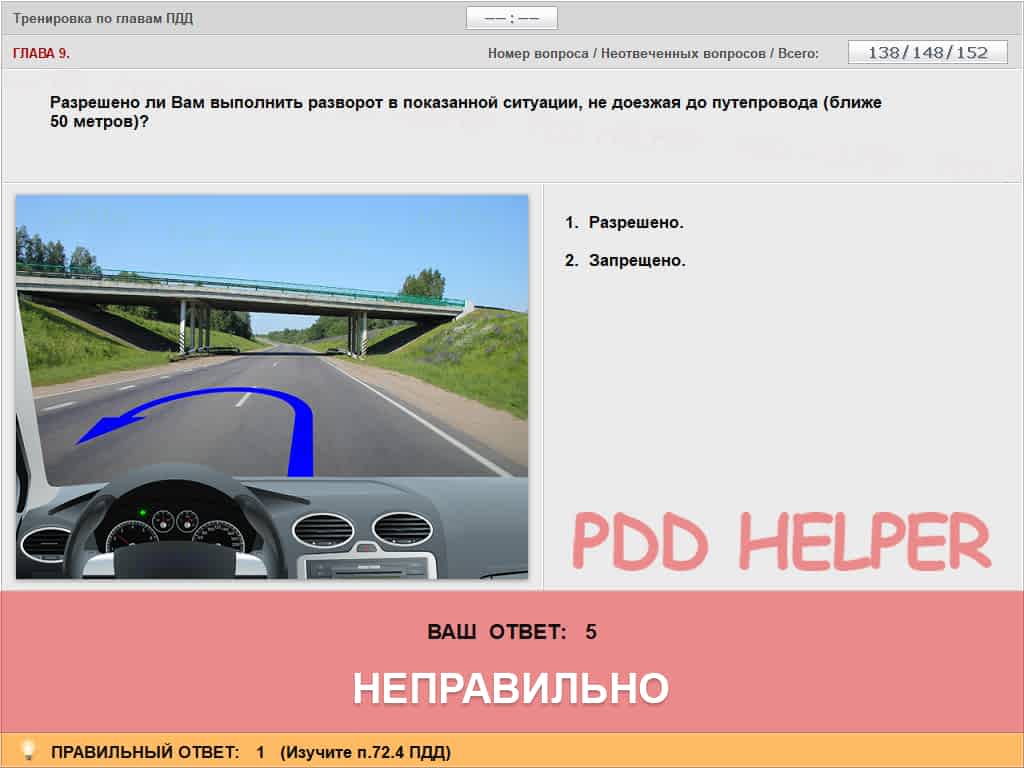 Тренировка по главам ПДД
—— : ——
ГЛАВА 9.
Номер вопроса / Неотвеченных вопросов / Всего:
138/148/152
Разрешено ли Вам выполнить разворот в показанной ситуации, не доезжая до путепровода (ближе
50 метров)?
1. Разрешено.
2. Запрещено.
PDD HELPER
ВАШ ОТВЕТ: 5
НЕПРАВИЛЬНО
ПРАВИЛЬНЫЙ ОТВЕТ: 1 (Изучите п.72.4 ПДД)